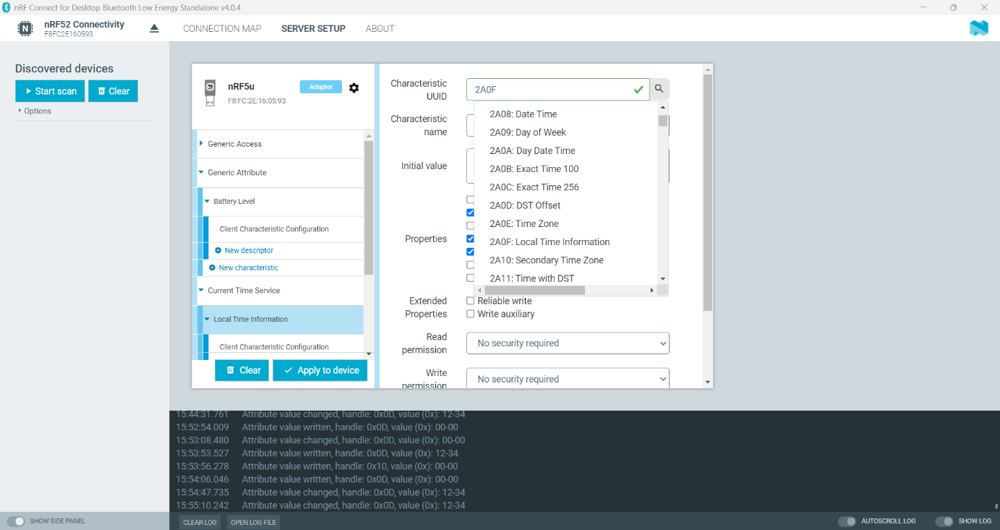 nRF Connect for Desktop Bluetooth Low Energy Standalone v4.0.4
nRF52 Connectivity
F8FC2E160593
CONNECTION MAP
SERVER SETUP
ABOUT
Discovered devices
Start scan
Clear
Options
nRF5u
F8:FC:2E:16:05:93
Adapter
Generic Access
Generic Attribute
Battery Level
Client Characteristic Configuration
New descriptor
New characteristic
Current Time Service
Local Time Information
Client Characteristic Configuration
Clear
Apply to device
Characteristic
UUID
2A0F
Characteristic
name
Initial value
2A08: Date Time
2A09: Day of Week
2A0A: Day Date Time
2A0B: Exact Time 100
2A0C: Exact Time 256
2A0D: DST Offset
2A0E: Time Zone
2A0F: Local Time Information
2A10: Secondary Time Zone
2A11: Time with DST
Properties
Extended
Properties
Reliable write
Write auxiliary
Read
permission
No security required
Write
permission
No security required
15:44:31.761 Attribute value changed, handle: 0x0D, value (0x): 12-34
15:52:54.009 Attribute value written, handle: 0x0D, value (0x): 00-00
15:53:08.480 Attribute value changed, handle: 0x0D, value (0x): 00-00
15:53:53.527 Attribute value written, handle: 0x0D, value (0x): 12-34
15:53:56.278 Attribute value written, handle: 0x10, value (0x): 00-00
15:54:06.046 Attribute value written, handle: 0x0D, value (0x): 00-00
15:54:47.735 Attribute value changed, handle: 0x0D, value (0x): 12-34
15:55:10.242 Attribute value changed, handle: 0x0D, value (0x): 12-34
SHOW SIDE PANEL
CLEAR LOG
OPEN LOG FILE
AUTOSCROLL LOG
SHOW LOG